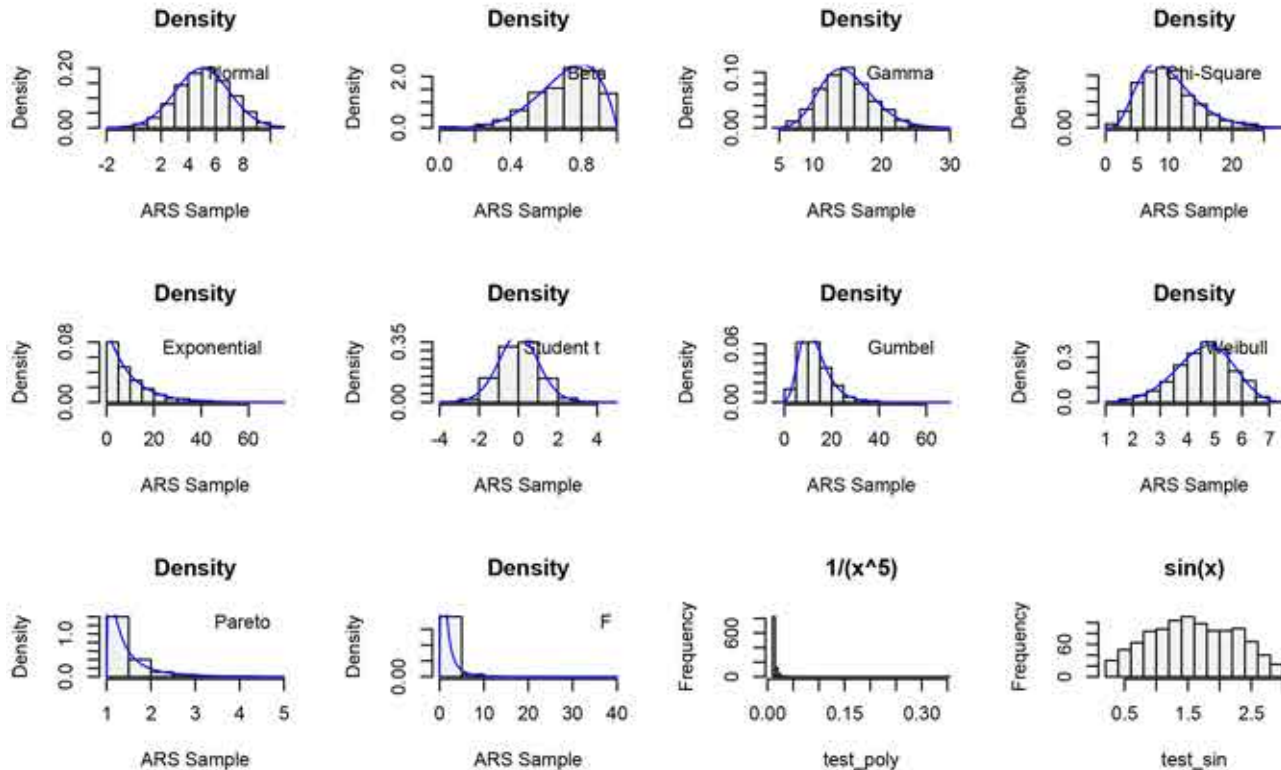 Density Density Density Density
Density 0.00 0.20 Normal
-2 2 4 6 8
ARS Sample
Density 0.0 2.0 Beta
0.0 0.4 0.8
ARS Sample
Density 0.00 0.10 Gamma
5 10 20 30
ARS Sample
Density 0.00 Chi-Square
0 5 10 20
ARS Sample
Density Density Density Density
Density 0.00 0.08 Exponential
0 20 40 60
ARS Sample
Density 0.00 0.35 Student t
-4 -2 0 2 4
ARS Sample
Density 0.00 0.06 Gumbel
0 20 40 60
ARS Sample
Density 0.0 0.3 Weibull
1 2 3 4 5 6 7
ARS Sample
Density Density 1/(x^5) sin(x)
Density 0.0 1.0 Pareto
1 2 3 4 5
ARS Sample
Density 0.00 F
0 10 20 30 40
ARS Sample
Frequency 0 600
0.00 0.15 0.30
test_poly
Frequency 0 60
0.5 1.5 2.5
test_sin